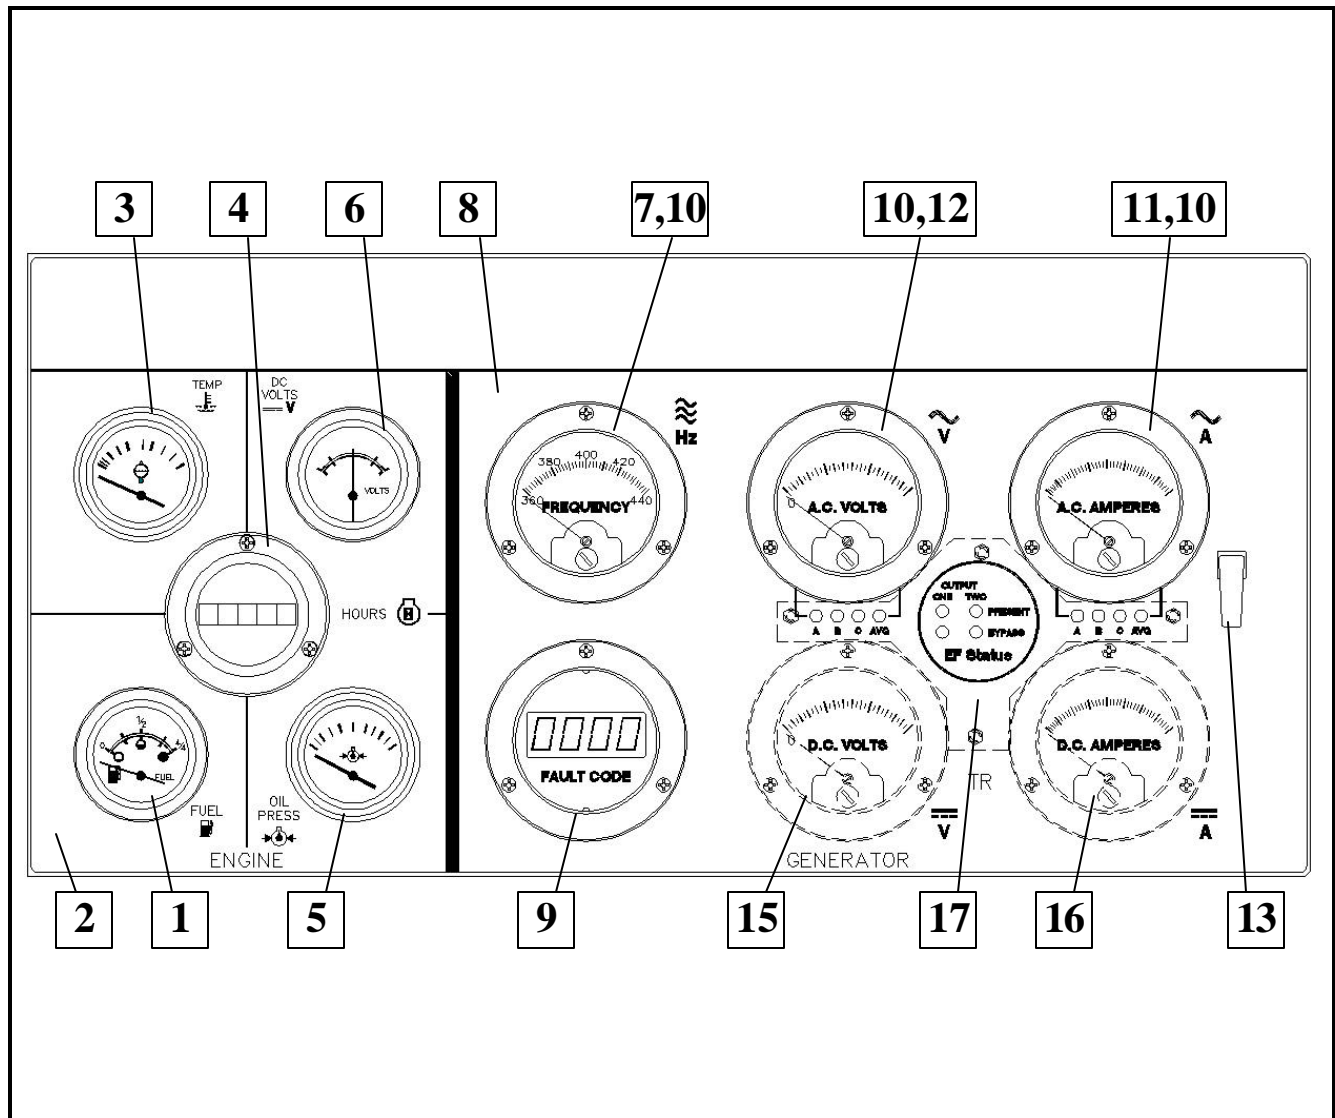 3
4
6
8
7,10
10,12
11,10
TEMP
DC
VOLTS
V
VOLTS
Hz
360 380 400 420 440
FREQUENCY
V
0
A.C. VOLTS
A
A.C. AMPERES
HOURS
H
OUTPUT
ONE TWO
PRESENT
BYPASS
EF Status
A B C AVG
A B C AVG
0 ½ 4/4
FUEL
FUEL
OIL
PRESS
ENGINE
0000
FAULT CODE
0
D.C. VOLTS
V
TR
D.C. AMPERES
A
GENERATOR
2
1
5
9
15
17
16
13